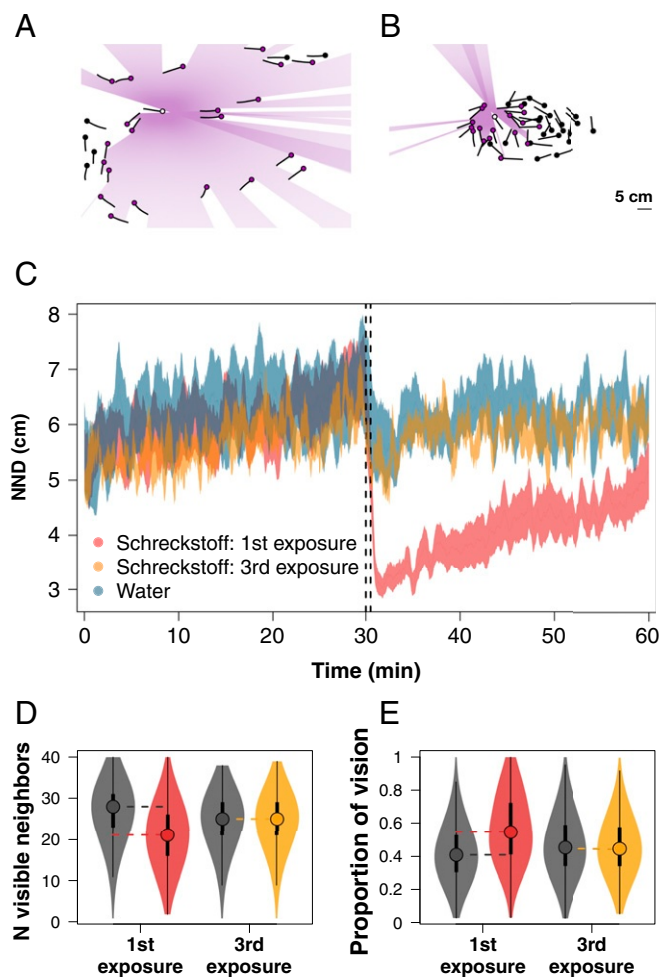 A
B
5 cm
C
8
7
6
5
4
3
NND (cm)
Schreckstoff: 1st exposure
Schreckstoff: 3rd exposure
Water
0 10 20 30 40 50 60
Time (min)
D
N visible neighbors
40
30
20
10
0
1st exposure
3rd exposure
E
Proportion of vision
1
0.8
0.6
0.4
0.2
0
1st exposure
3rd exposure